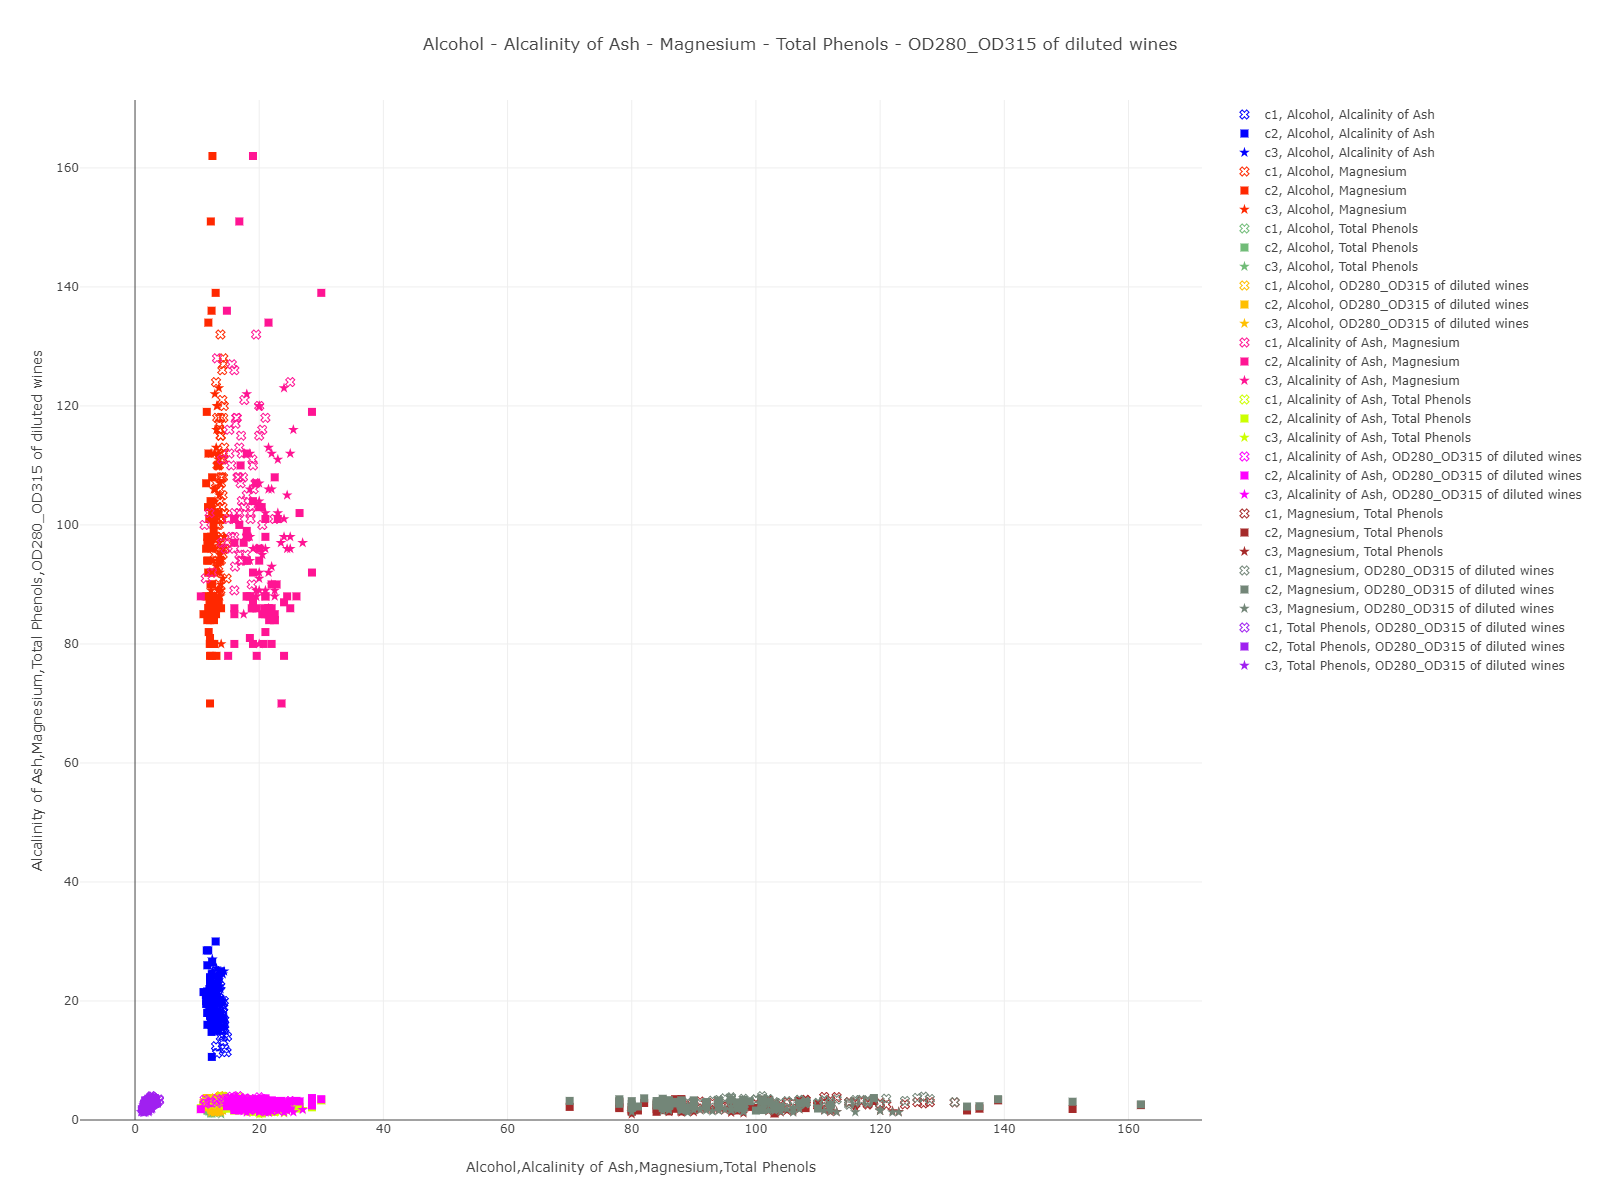 Alcohol - Alcalinity of Ash - Magnesium - Total Phenols - OD280_OD315 of diluted wines
Alcalinity of Ash,Magnesium,Total Phenols,OD280_OD315 of diluted wines
160
140
120
100
80
60
40
20
0
0 20 40 60 80 100 120 140 160
Alcohol,Alcalinity of Ash,Magnesium,Total Phenols
c1, Alcohol, Alcalinity of Ash
c2, Alcohol, Alcalinity of Ash
c3, Alcohol, Alcalinity of Ash
c1, Alcohol, Magnesium
c2, Alcohol, Magnesium
c3, Alcohol, Magnesium
c1, Alcohol, Total Phenols
c2, Alcohol, Total Phenols
c3, Alcohol, Total Phenols
c1, Alcohol, OD280_OD315 of diluted wines
c2, Alcohol, OD280_OD315 of diluted wines
c3, Alcohol, OD280_OD315 of diluted wines
c1, Alcalinity of Ash, Magnesium
c2, Alcalinity of Ash, Magnesium
c3, Alcalinity of Ash, Magnesium
c1, Alcalinity of Ash, Total Phenols
c2, Alcalinity of Ash, Total Phenols
c3, Alcalinity of Ash, Total Phenols
c1, Alcalinity of Ash, OD280_OD315 of diluted wines
c2, Alcalinity of Ash, OD280_OD315 of diluted wines
c3, Alcalinity of Ash, OD280_OD315 of diluted wines
c1, Magnesium, Total Phenols
c2, Magnesium, Total Phenols
c3, Magnesium, Total Phenols
c1, Magnesium, OD280_OD315 of diluted wines
c2, Magnesium, OD280_OD315 of diluted wines
c3, Magnesium, OD280_OD315 of diluted wines
c1, Total Phenols, OD280_OD315 of diluted wines
c2, Total Phenols, OD280_OD315 of diluted wines
c3, Total Phenols, OD280_OD315 of diluted wines